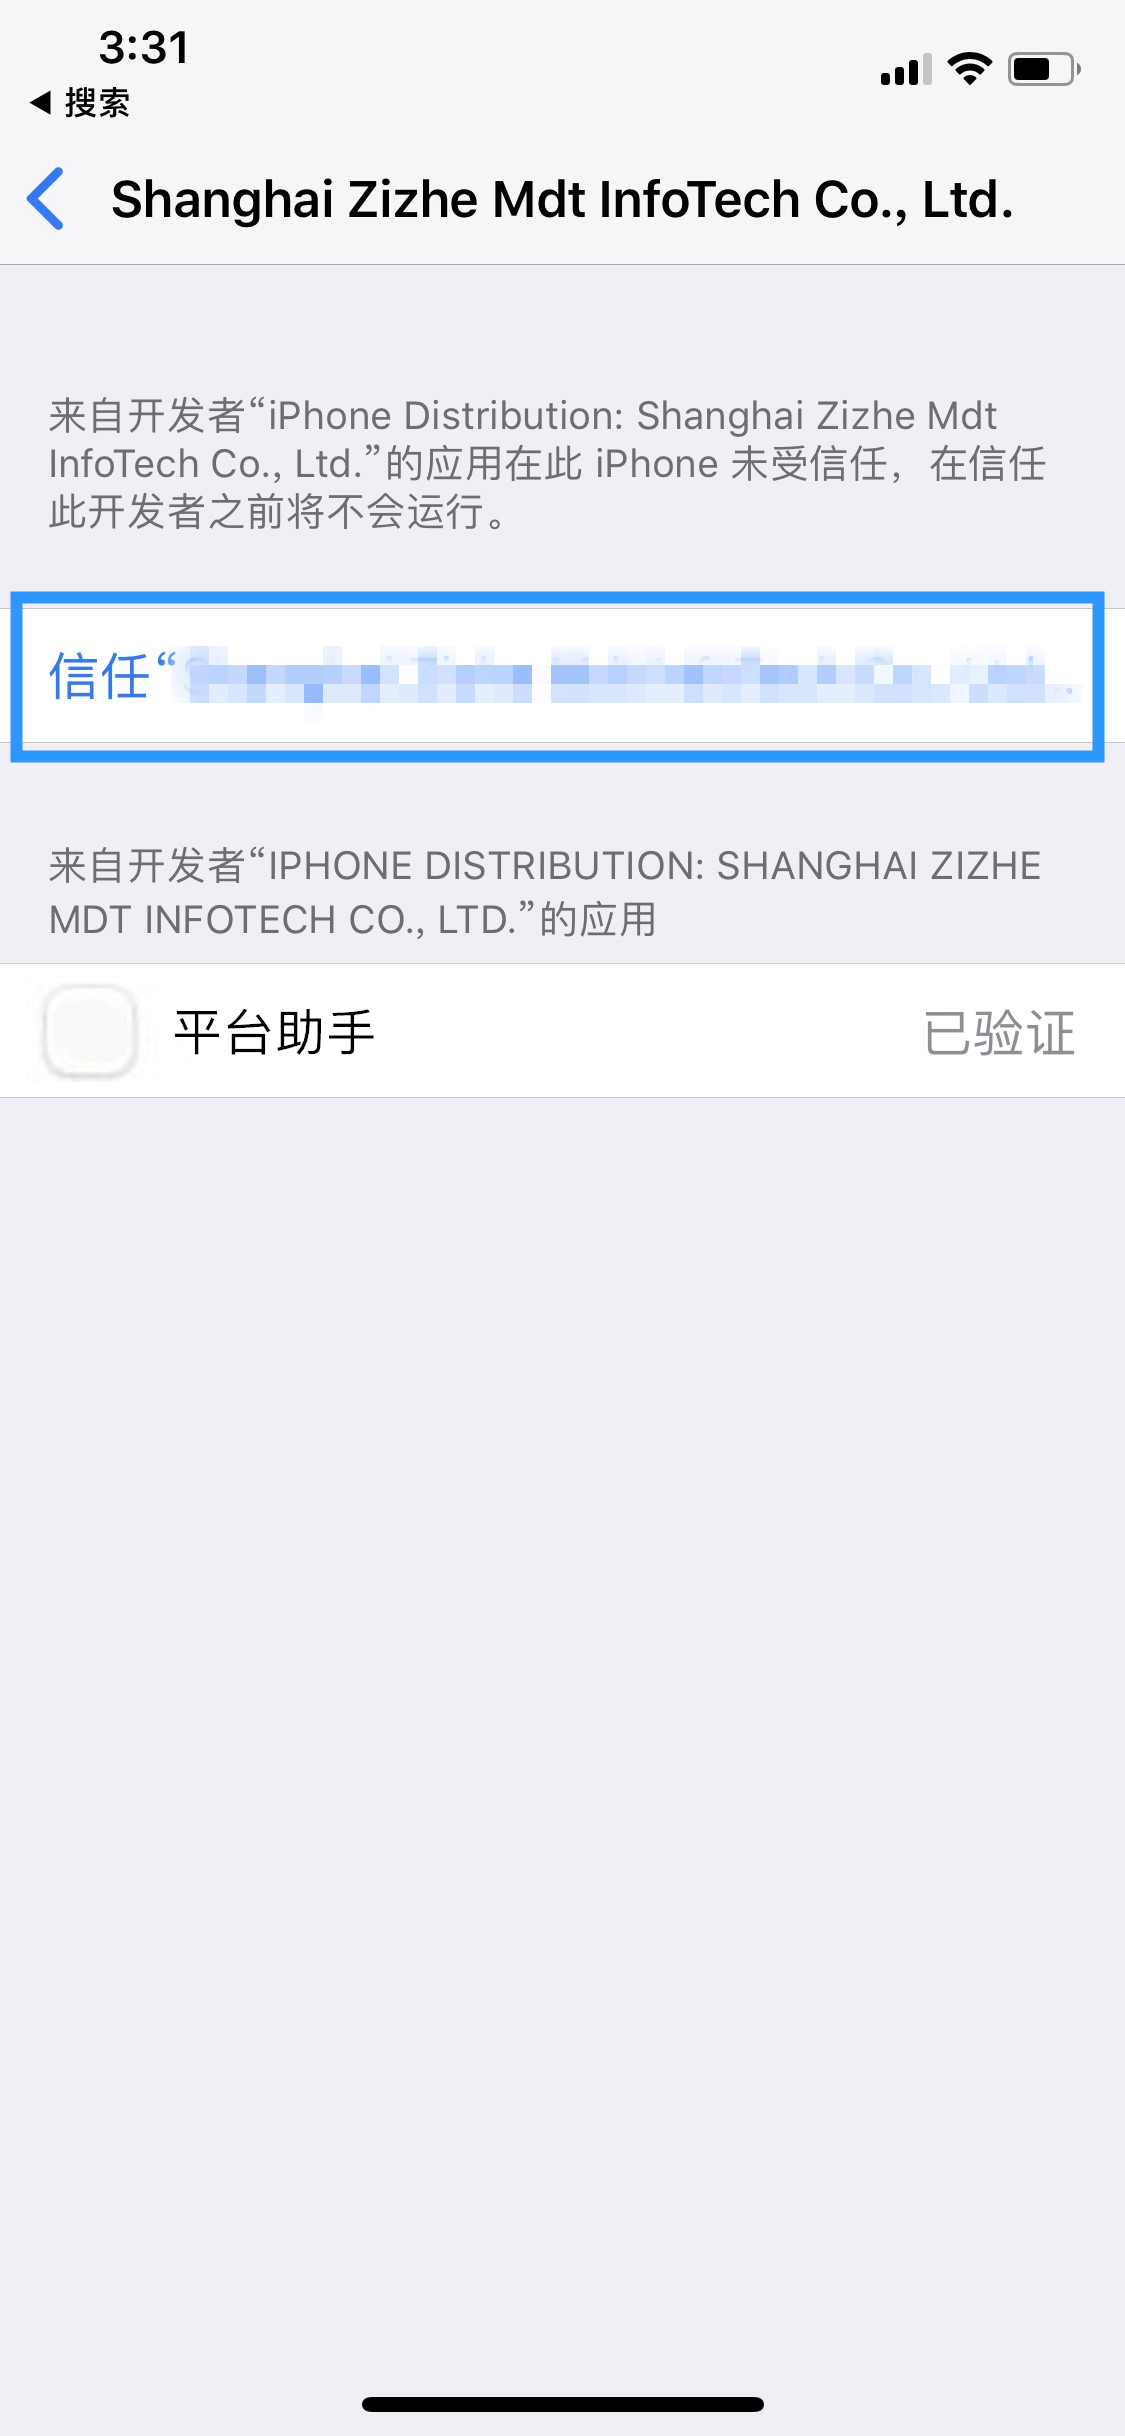 3:31
搜索
Shanghai Zizhe Mdt InfoTech Co., Ltd.
来自开发者“iPhone Distribution: Shanghai Zizhe Mdt
InfoTech Co., Ltd.”的应用在此 iPhone 未受信任，在信任
此开发者之前将不会运行。
信任“
来自开发者“IPHONE DISTRIBUTION: SHANGHAI ZIZHE
MDT INFOTECH CO., LTD.”的应用
平台助手
已验证